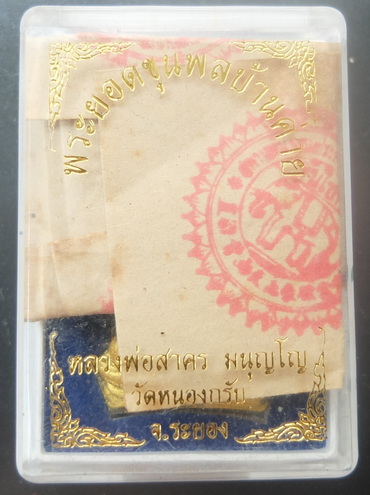 พระยอดขุนพลบ้านค่าย
หลวงพ่อสาคร มนุญโญ
วัดหนองกรับ
จ.ระยอง